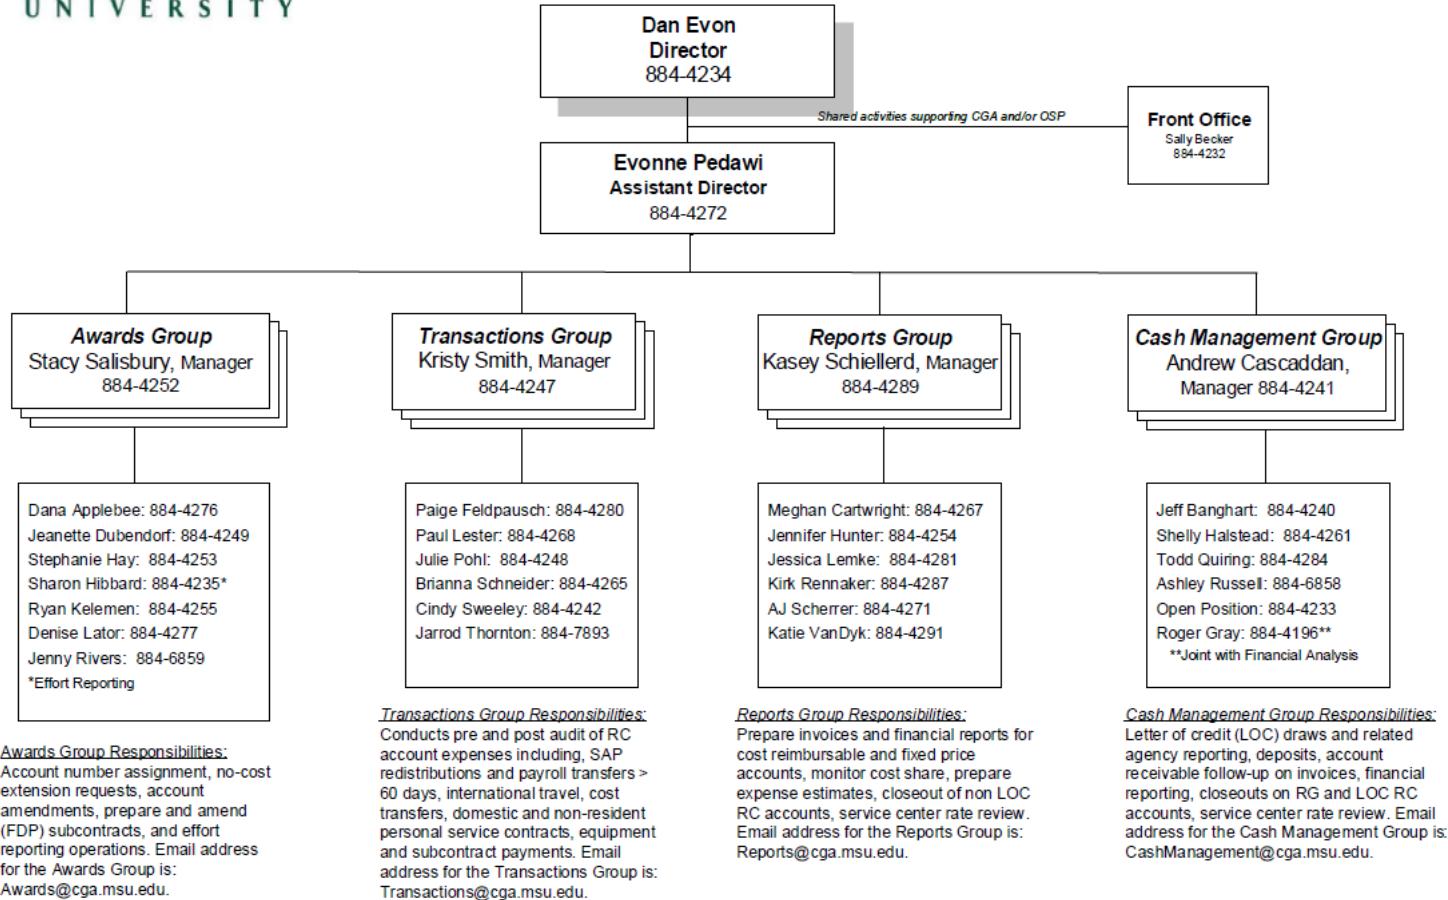 UNIVERSITY
Dan Evon
Director
884-4234
Shared activities supporting CGA and/or OSP
Front Office
Sally Becker
884-4232
Evonne Pedawi
Assistant Director
884-4272
Awards Group
Stacy Salisbury, Manager
884-4252
Transactions Group
Kristy Smith, Manager
884-4247
Reports Group
Kasey Schiellerd, Manager
884-4289
Cash Management Group
Andrew Cascaddan,
Manager 884-4241
Dana Applebee: 884-4276
Jeanette Dubendorf: 884-4249
Stephanie Hay: 884-4253
Sharon Hibbard: 884-4235*
Ryan Kelemen: 884-4255
Denise Lator: 884-4277
Jenny Rivers: 884-6859
*Effort Reporting
Paige Feldpausch: 884-4280
Paul Lester: 884-4268
Julie Pohl: 884-4248
Brianna Schneider: 884-4265
Cindy Sweeley: 884-4242
Jarrod Thornton: 884-7893
Meghan Cartwright: 884-4267
Jennifer Hunter: 884-4254
Jessica Lemke: 884-4281
Kirk Rennaker: 884-4287
AJ Scherrer: 884-4271
Katie VanDyk: 884-4291
Jeff Banghart: 884-4240
Shelly Halstead: 884-4261
Todd Quiring: 884-4284
Ashley Russell: 884-6858
Open Position: 884-4233
Roger Gray: 884-4196**
**Joint with Financial Analysis
Awards Group Responsibilities:
Account number assignment, no-cost
extension requests, account
amendments, prepare and amend
(FDP) subcontracts, and effort
reporting operations. Email address
for the Awards Group is:
Awards@cga.msu.edu.
Transactions Group Responsibilities:
Conducts pre and post audit of RC
account expenses including, SAP
redistributions and payroll transfers >
60 days, international travel, cost
transfers, domestic and non-resident
personal service contracts, equipment
and subcontract payments. Email
address for the Transactions Group is:
Transactions@cga.msu.edu.
Reports Group Responsibilities:
Prepare invoices and financial reports for
cost reimbursable and fixed price
accounts, monitor cost share, prepare
expense estimates, closeout of non LOC
RC accounts, service center rate review.
Email address for the Reports Group is:
Reports@cga.msu.edu.
Cash Management Group Responsibilities:
Letter of credit (LOC) draws and related
agency reporting, deposits, account
receivable follow-up on invoices, financial
reporting, closeouts on RG and LOC RC
accounts, service center rate review. Email
address for the Cash Management Group is:
CashManagement@cga.msu.edu.